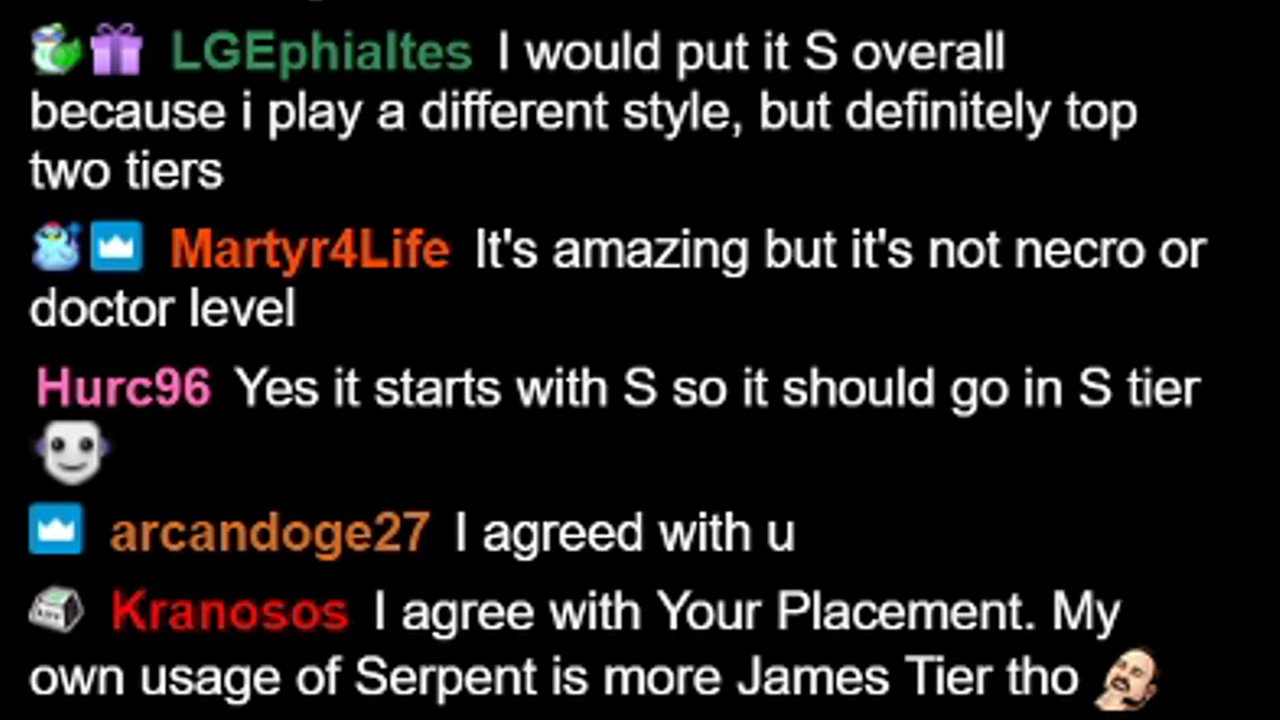 LGEphialtes I would put it S overall
because i play a different style, but definitely top
two tiers
Martyr4Life It's amazing but it's not necro or
doctor level
Hurc96 Yes it starts with S so it should go in S tier
arcandoge27 I agreed with u
Kranosos I agree with Your Placement. My
own usage of Serpent is more James Tier tho